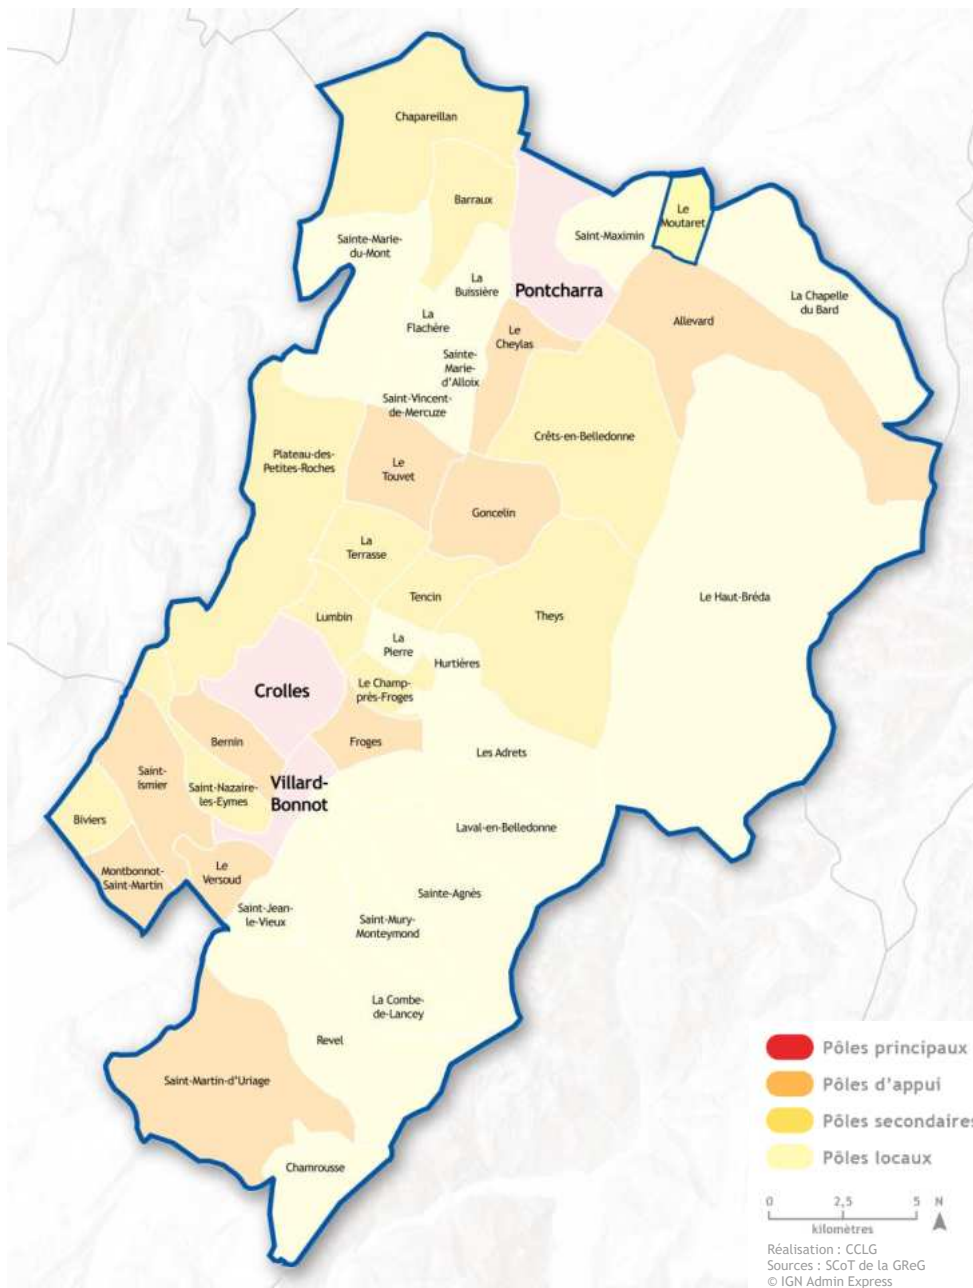 Chapareillan
Barraux
Le
Moutaret
Sainte-Marie-
du-Mont
Saint-Maximin
La
Buissière
Pontcharra
La Chapelle
du Bard
La
Flachère
Allevard
Le
Cheylas
Sainte-
Marie-
d'Alloix
Saint-Vincent-
de-Mercuze
Crêts-en-Belledonne
Plateau-des-
Petites-Roches
Le
Touvet
Goncelin
La
Terrasse
Tencin
Le Haut-Bréda
Lumbin
Theys
La
Pierre
Hurtières
Crolles
Le Champ-
près-Froges
Bernin
Froges
Les Adrets
Saint-
Ismier
Saint-Nazaire-
les-Eymes
Villard-
Bonnot
Biviers
Laval-en-Belledonne
Montbonnot-
Saint-Martin
Le
Versoud
Sainte-Agnès
Saint-Jean-
le-Vieux
Saint-Mury-
Monteymond
La Combe-
de-Lancey
Revel
Saint-Martin-d'Uriage
Chamrousse
Pôles principaux
Pôles d'appui
Pôles secondaires
Pôles locaux
0 2,5 5 N
kilomètres
Réalisation : CCLG
Sources : SCoT de la GReG
© IGN Admin Express